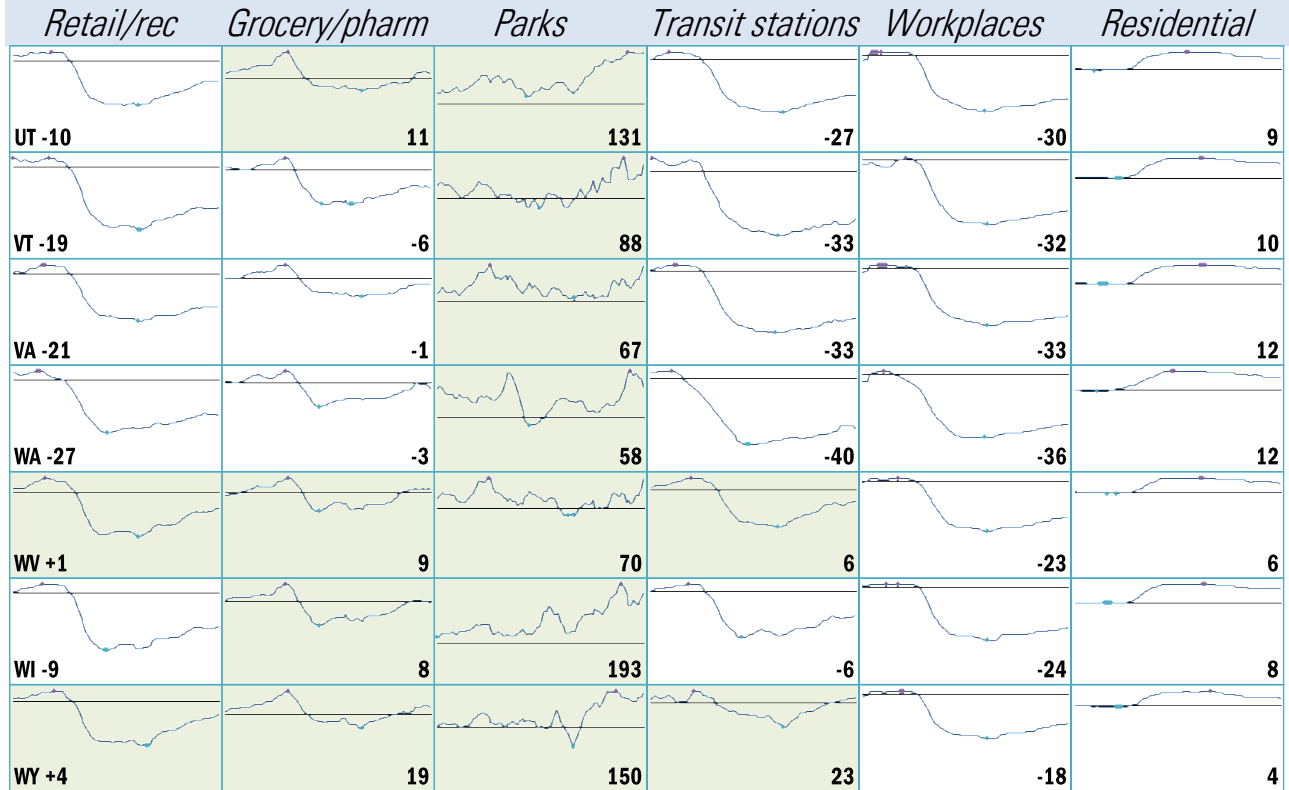 Retail/rec Grocery/pharm Parks Transit stations Workplaces Residential
UT -10 11 131 -27 -30 9
VT -19 -6 88 -33 -32 10
VA -21 -1 67 -33 -33 12
WA -27 -3 58 -40 -36 12
WV +1 9 70 6 -23 6
WI -9 8 193 -6 -24 8
WY +4 19 150 23 -18 4